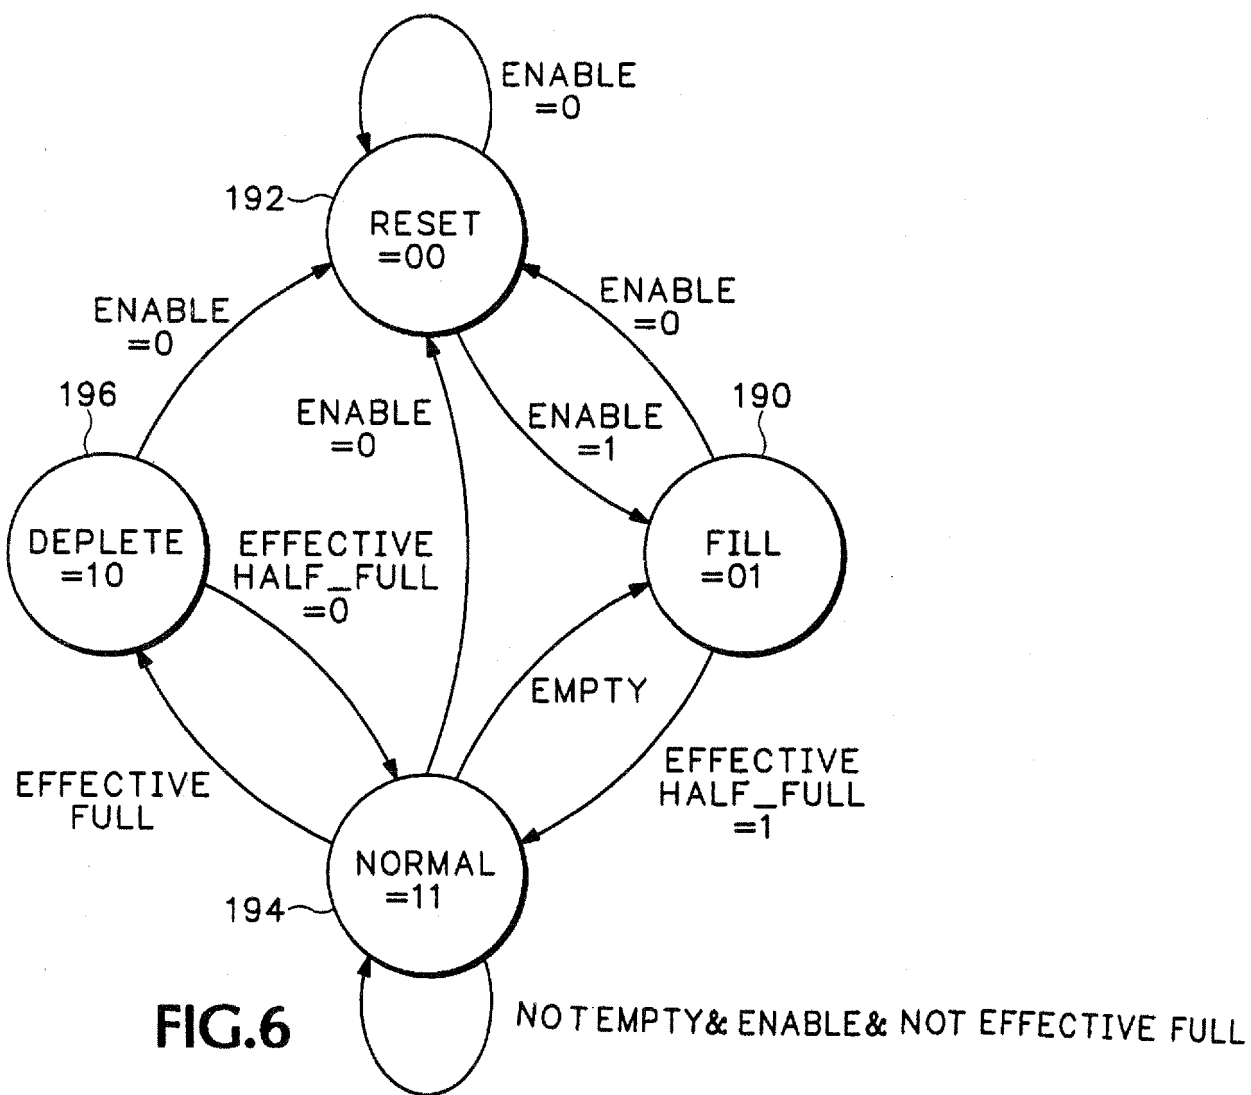 ENABLE
=0
192
RESET
=00
ENABLE
=0
ENABLE
=0
196
ENABLE
=0
ENABLE
=1
190
DEPLETE
=10
EFFECTIVE
HALF_FULL
=0
FILL
=01
EMPTY
EFFECTIVE
FULL
EFFECTIVE
HALF_FULL
=1
NORMAL
=11
194
FIG.6
NOT EMPTY & ENABLE & NOT EFFECTIVE FULL